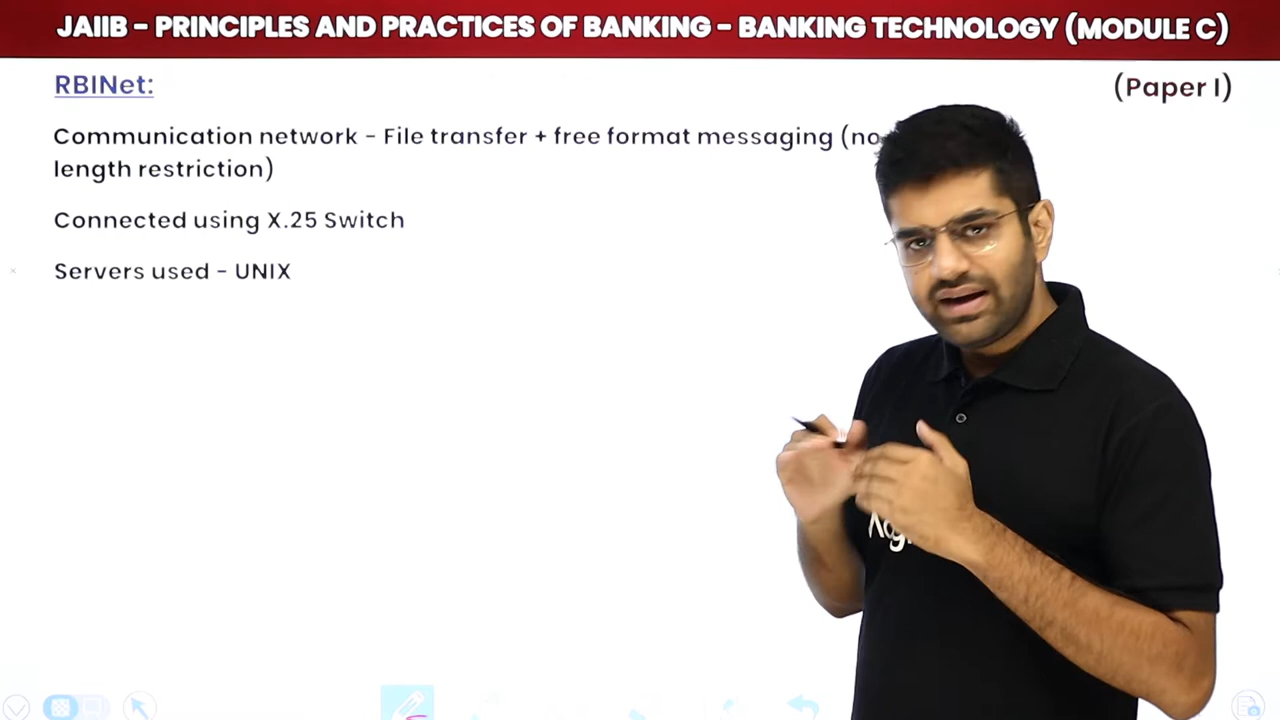 JAIIB - PRINCIPLES AND PRACTICES OF BANKING - BANKING TECHNOLOGY (MODULE C)
RBINet:
(Paper I)
Communication network - File transfer + free format messaging (no
length restriction)
Connected using X.25 Switch
Servers used - UNIX